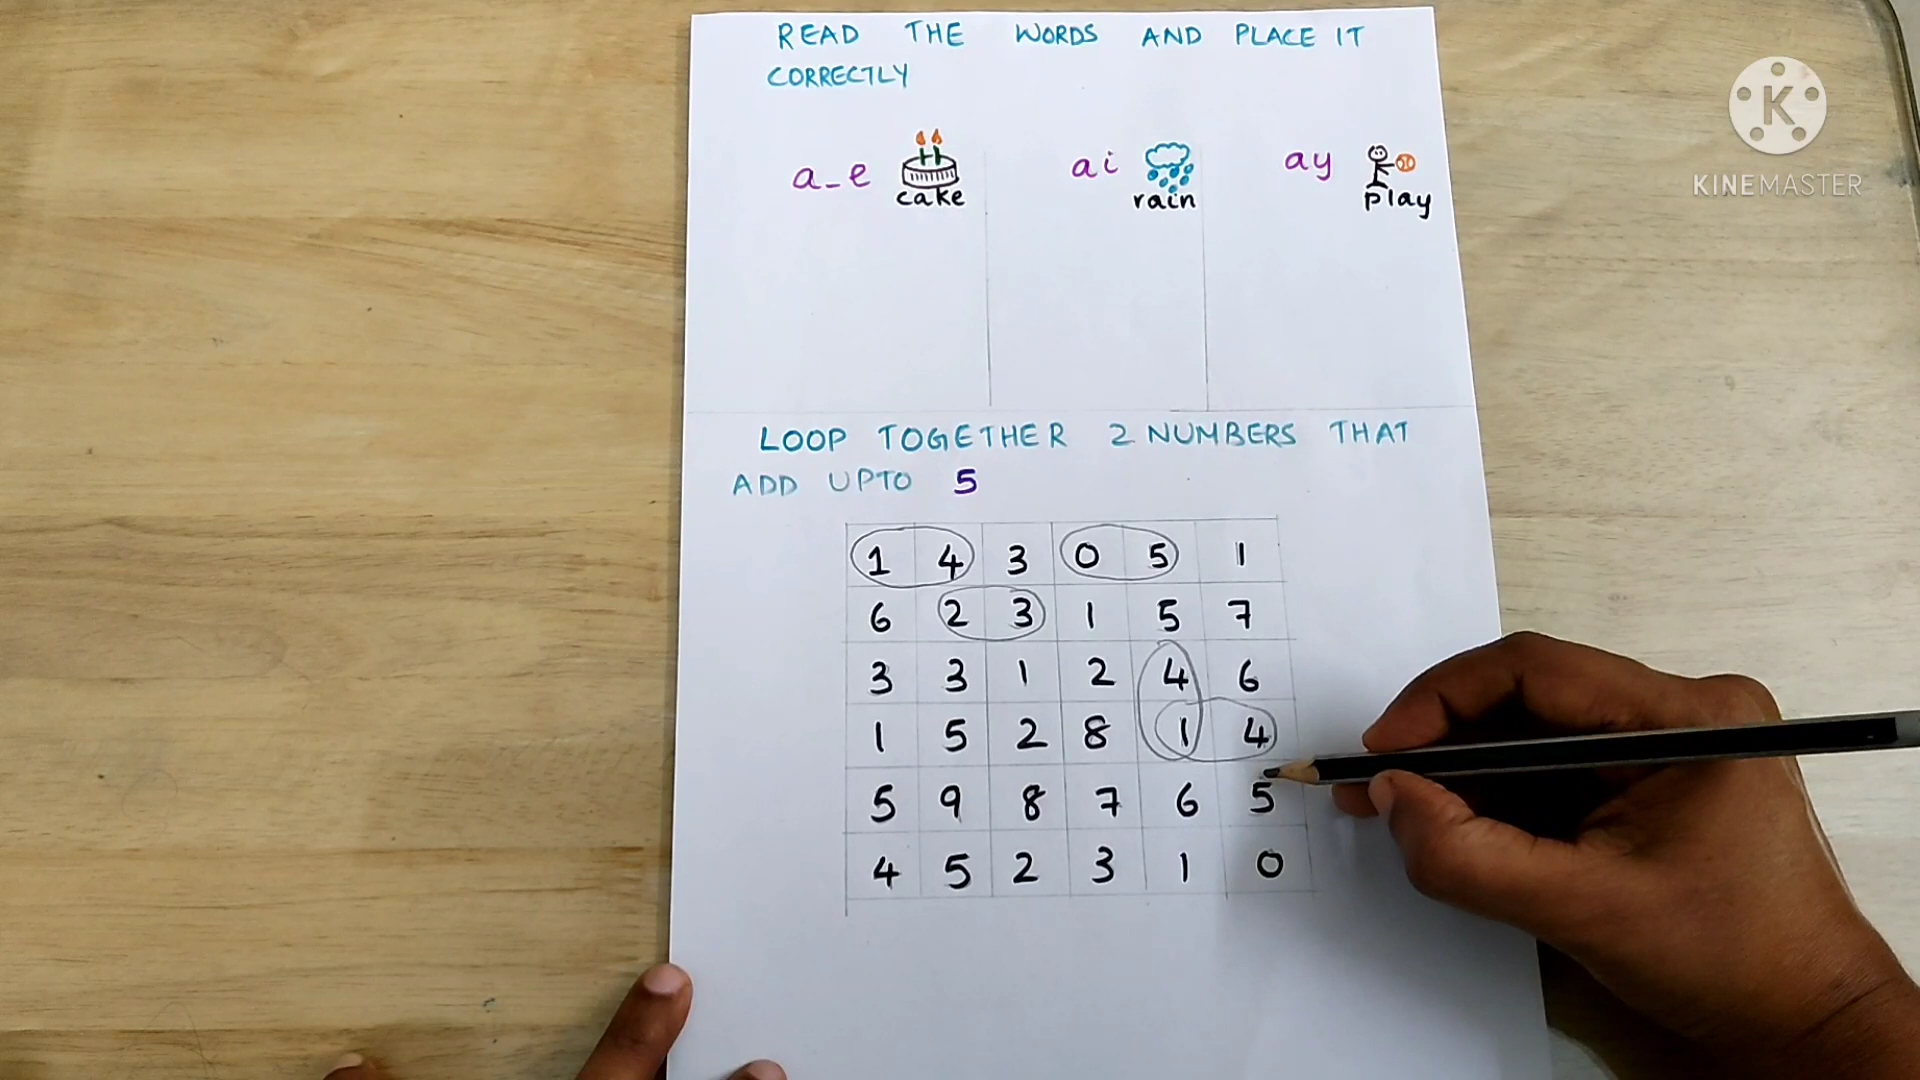 READ THE WORDS AND PLACE IT
CORRECTLY
a_e cake
ai rain
ay play
LOOP TOGETHER 2 NUMBERS THAT
ADD UPTO 5
1 4 3 0 5 1
6 2 3 1 5 7
3 3 1 2 4 6
1 5 2 8 1 4
5 9 8 7 6 5
4 5 2 3 1 0
K
KINEMASTER